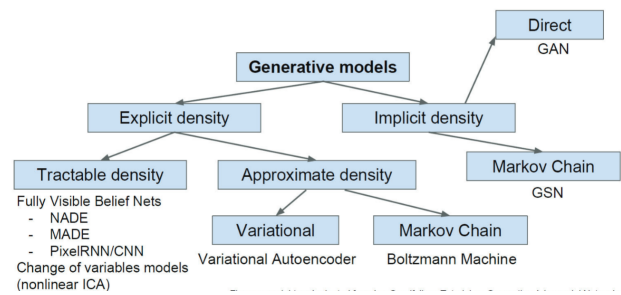 Direct
GAN
Generative models
Explicit density
Implicit density
Markov Chain
GSN
Tractable density
Approximate density
Fully Visible Belief Nets
- NADE
- MADE
- PixelRNN/CNN
Change of variables models
(nonlinear ICA)
Variational
Variational Autoencoder
Markov Chain
Boltzmann Machine